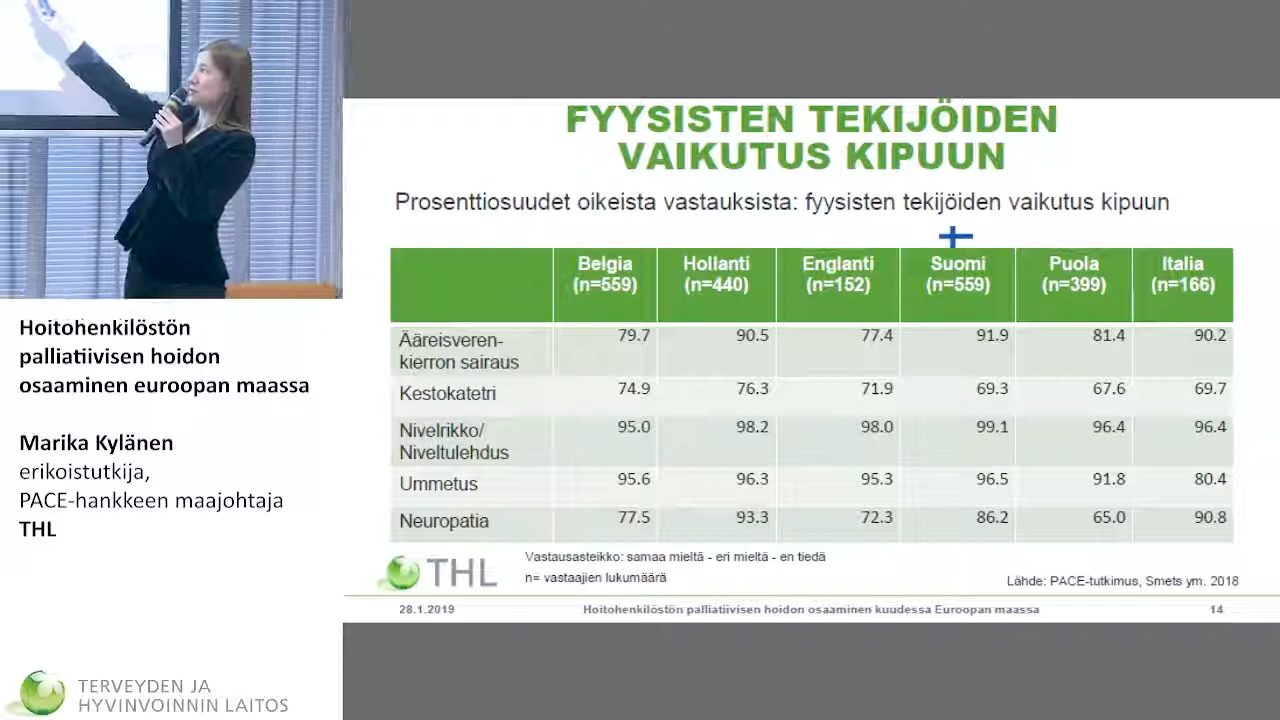 Hoitohenkilöstön
palliatiivisen hoidon
osaaminen euroopan maassa
Marika Kylänen
erikoistutkija,
PACE-hankkeen maajohtaja
THL
TERVEYDEN JA
HYVINVOINNIN LAITOS
FYYSISTEN TEKIJÖIDEN
VAIKUTUS KIPUUN
Prosenttiosuudet oikeista vastauksista: fyysisten tekijöiden vaikutus kipuun
Belgia Hollanti Englanti Suomi Puola Italia
(n=559) (n=440) (n=152) (n=559) (n=399) (n=166)
Ääreisveren- 79.7 90.5 77.4 91.9 81.4 90.2
kierron sairaus
Kestokatetri 74.9 76.3 71.9 69.3 67.6 69.7
Nivelrikko/ 95.0 98.2 98.0 99.1 96.4 96.4
Niveltulehdus
Ummetus 95.6 96.3 95.3 96.5 91.8 80.4
Neuropatia 77.5 93.3 72.3 86.2 65.0 90.8
THL
Vastausasteikko: samaa mieltä - eri mieltä - en tiedä
n= vastaajien lukumäärä
Lähde: PACE-tutkimus, Smets ym. 2018
28.1.2019 Hoitohenkilöstön palliatiivisen hoidon osaaminen kuudessa Euroopan maassa 14